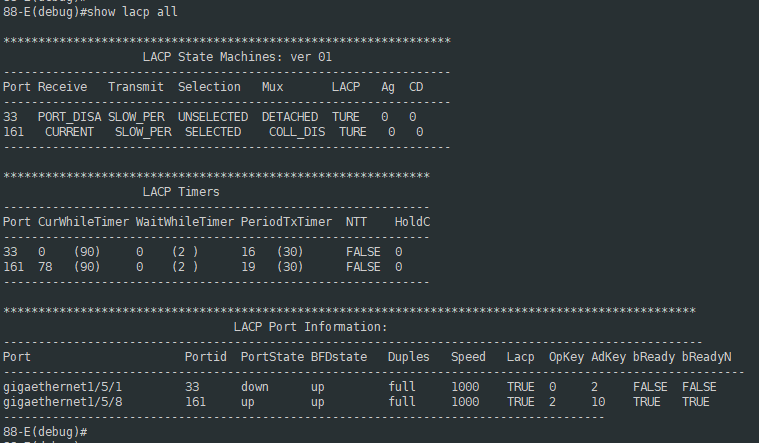 88-E(debug)#show lacp all
****************************************************************
LACP State Machines: ver 01
----------------------------------------------------------------
Port Receive Transmit Selection Mux LACP Ag CD
----------------------------------------------------------------
33 PORT_DISA SLOW_PER UNSELECTED DETACHED TURE 0 0
161 CURRENT SLOW_PER SELECTED COLL_DIS TURE 0 0
----------------------------------------------------------------
*************************************************************
LACP Timers
-------------------------------------------------------------
Port CurWhileTimer WaitWhileTimer PeriodTxTimer NTT HoldC
-------------------------------------------------------------
33 0 (90) 0 (2 ) 16 (30) FALSE 0
161 78 (90) 0 (2 ) 19 (30) FALSE 0
-------------------------------------------------------------
***************************************************************************************************
LACP Port Information:
----------------------------------------------------------------------------------------------------
Port Portid PortState BFDstate Duples Speed Lacp OpKey AdKey bReady bReadyN
----------------------------------------------------------------------------------------------------------
gigaethernet1/5/1 33 down up full 1000 TRUE 0 2 FALSE FALSE
gigaethernet1/5/8 161 up up full 1000 TRUE 2 10 TRUE TRUE
--------------------------------------------------------------------------------------
88-E(debug)#